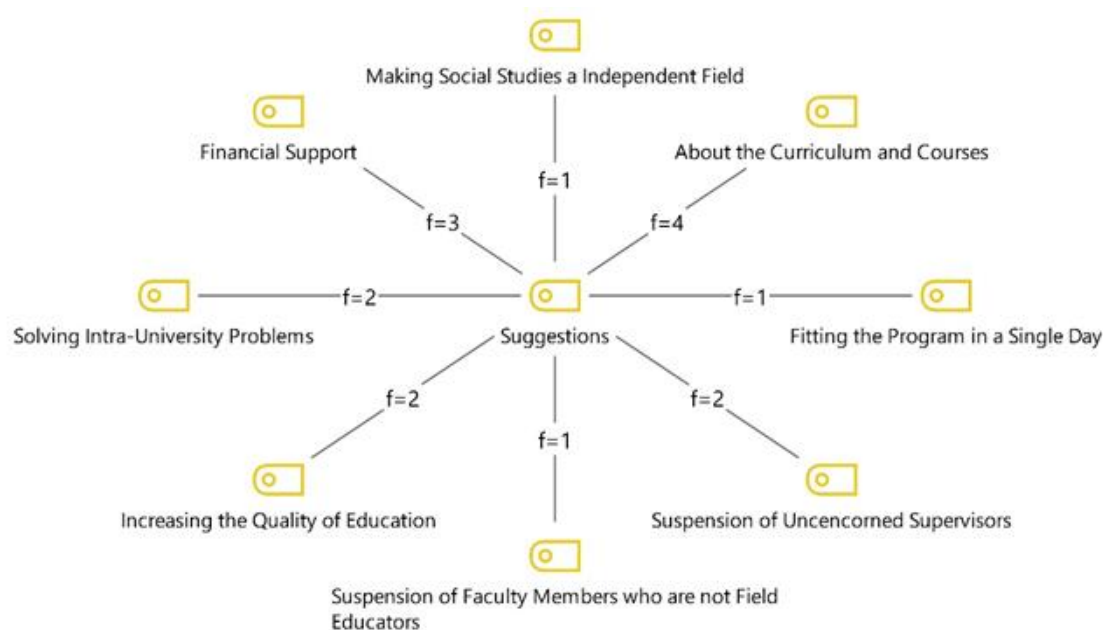 Making Social Studies a Independent Field
Financial Support
About the Curriculum and Courses
f=1
f=3
f=4
f=2
f=1
Solving Intra-University Problems
Suggestions
Fitting the Program in a Single Day
f=2
f=2
f=1
Increasing the Quality of Education
Suspension of Uncencorned Supervisors
Suspension of Faculty Members who are not Field
Educators